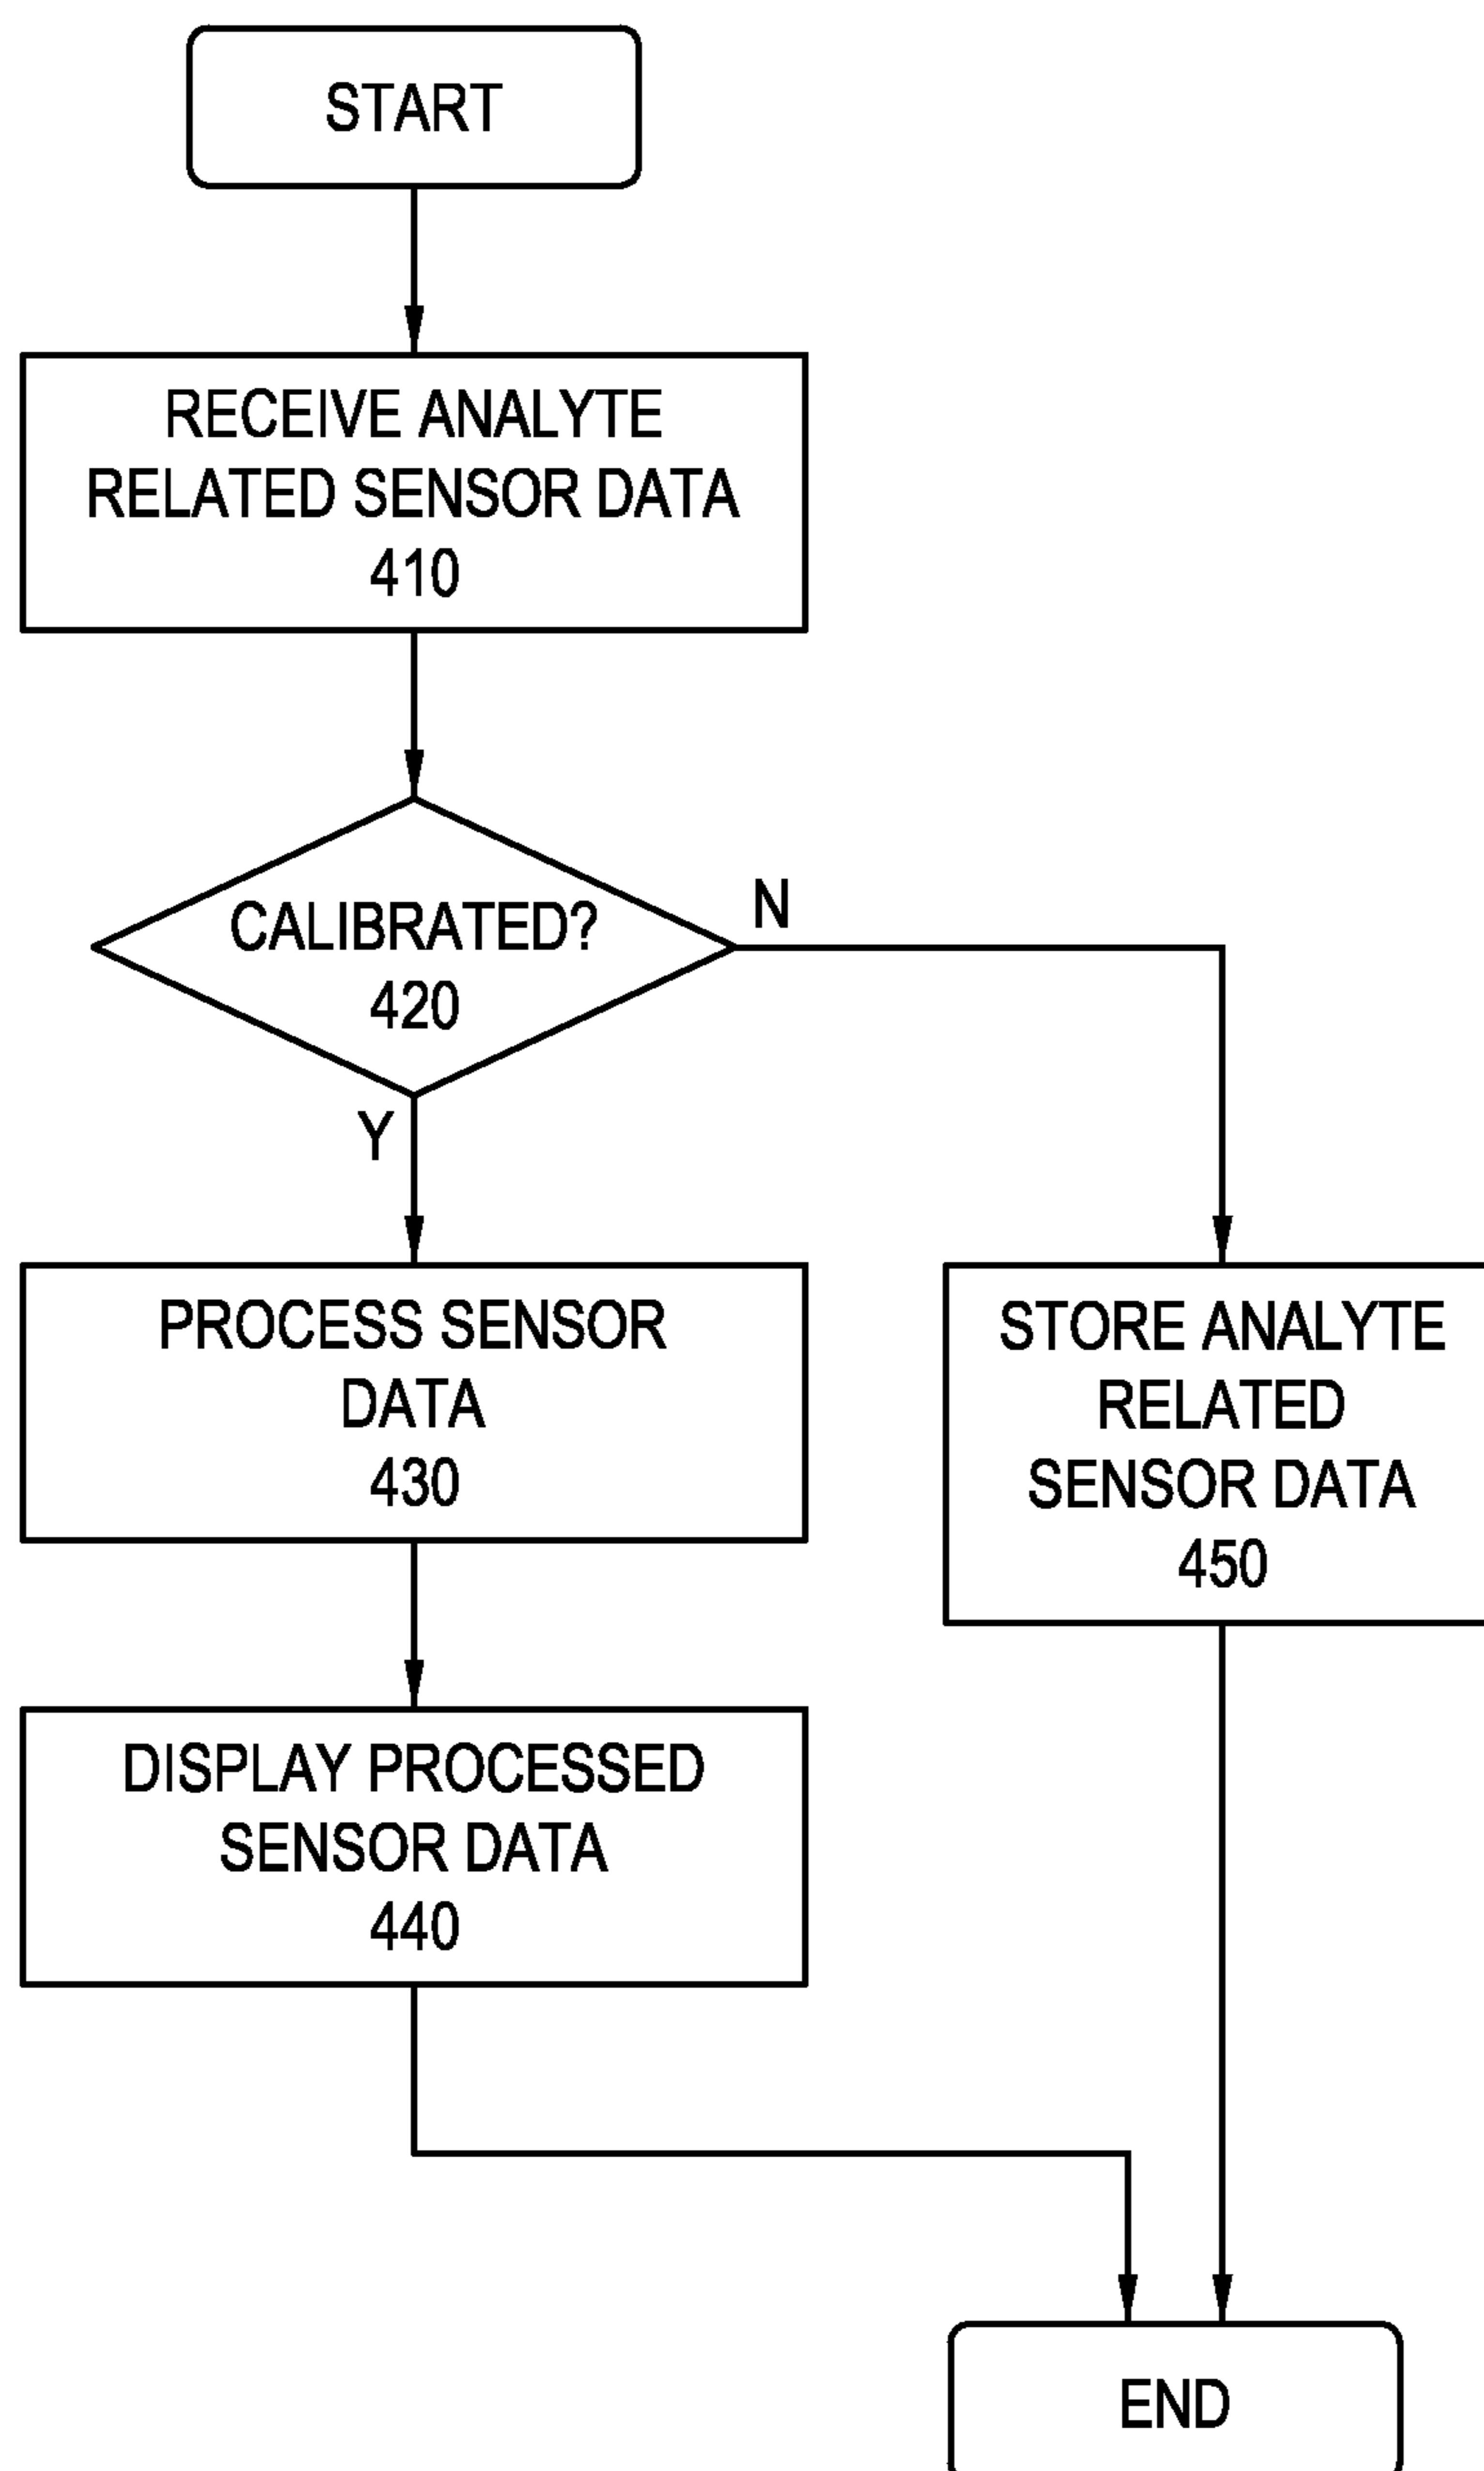 START
RECEIVE ANALYTE
RELATED SENSOR DATA
410
CALIBRATED?
420
N
Y
PROCESS SENSOR
DATA
430
STORE ANALYTE
RELATED
SENSOR DATA
450
DISPLAY PROCESSED
SENSOR DATA
440
END